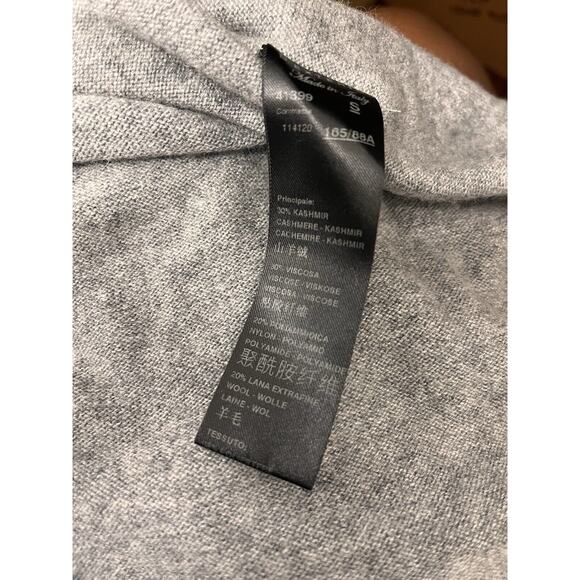 Made in Italy
41399 S
114120 165/88A
Principale:
30% KASHMIR
CASHMERE - KASHMIR
CACHEMIRE - KASHMIR
山羊绒
30% VISCOSA
VISCOSE - VISKOSE
VISCOSA - VISCOSE
粘胶纤维
20% POLIAMMIDICA
NYLON - POLYAMID
POLYAMIDE - POLYAMIDE
聚酰胺纤维
20% LANA EXTRAFINE
WOOL - WOLLE
LAINE - WOL
羊毛
TESSUTO: